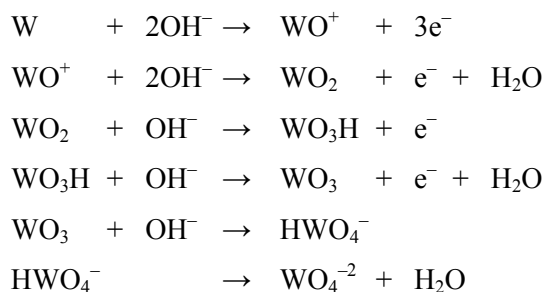 W + 2OH⁻ → WO⁺ + 3e⁻
WO⁺ + 2OH⁻ → WO₂ + e⁻ + H₂O
WO₂ + OH⁻ → WO₃H + e⁻
WO₃H + OH⁻ → WO₃ + e⁻ + H₂O
WO₃ + OH⁻ → HWO₄⁻
HWO₄⁻ → WO₄⁻² + H₂O